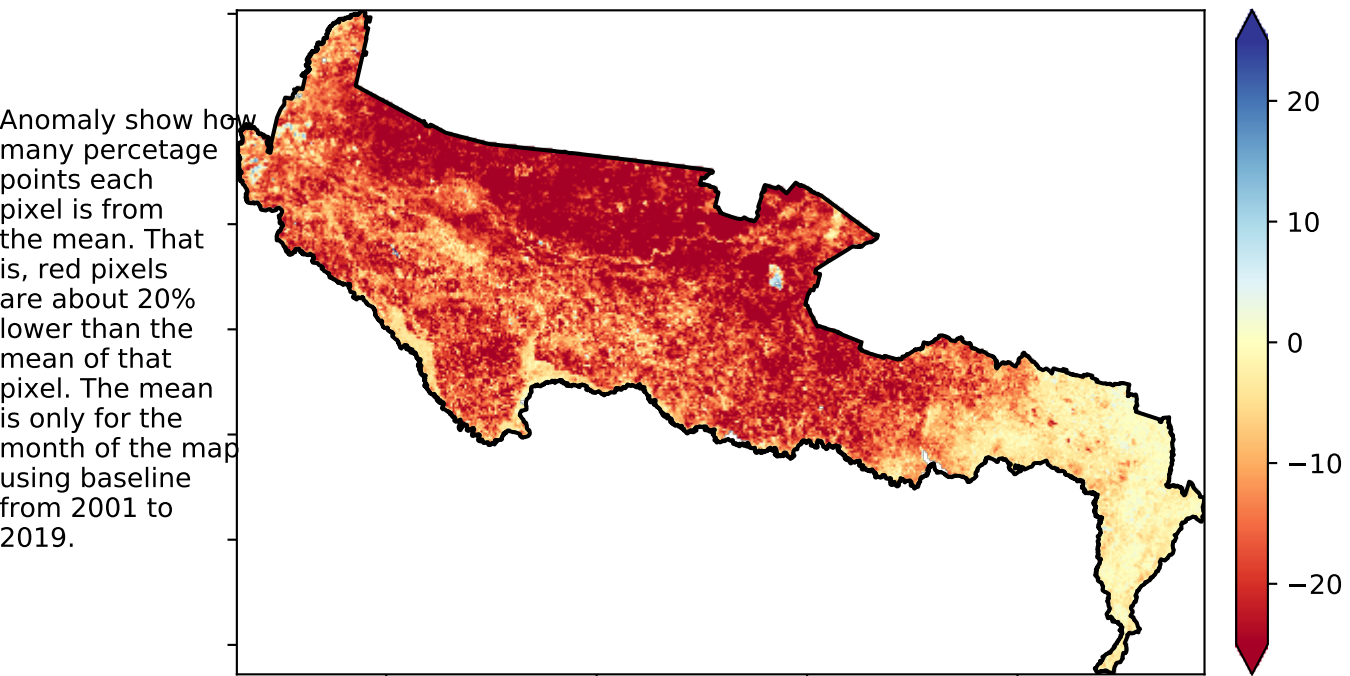 Anomaly show how
many percetage
points each
pixel is from
the mean. That
is, red pixels
are about 20%
lower than the
mean of that
pixel. The mean
is only for the
month of the map
using baseline
from 2001 to
2019.
20
10
0
−10
−20